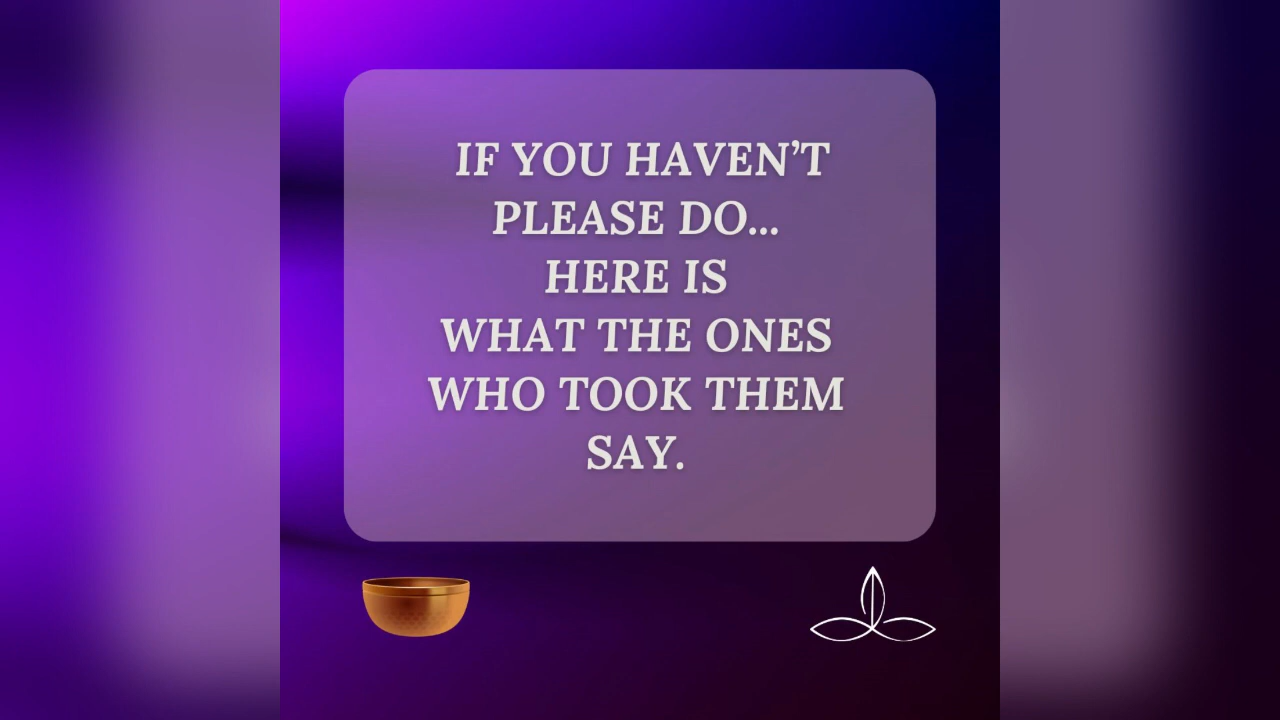 IF YOU HAVEN’T
PLEASE DO...
HERE IS
WHAT THE ONES
WHO TOOK THEM
SAY.